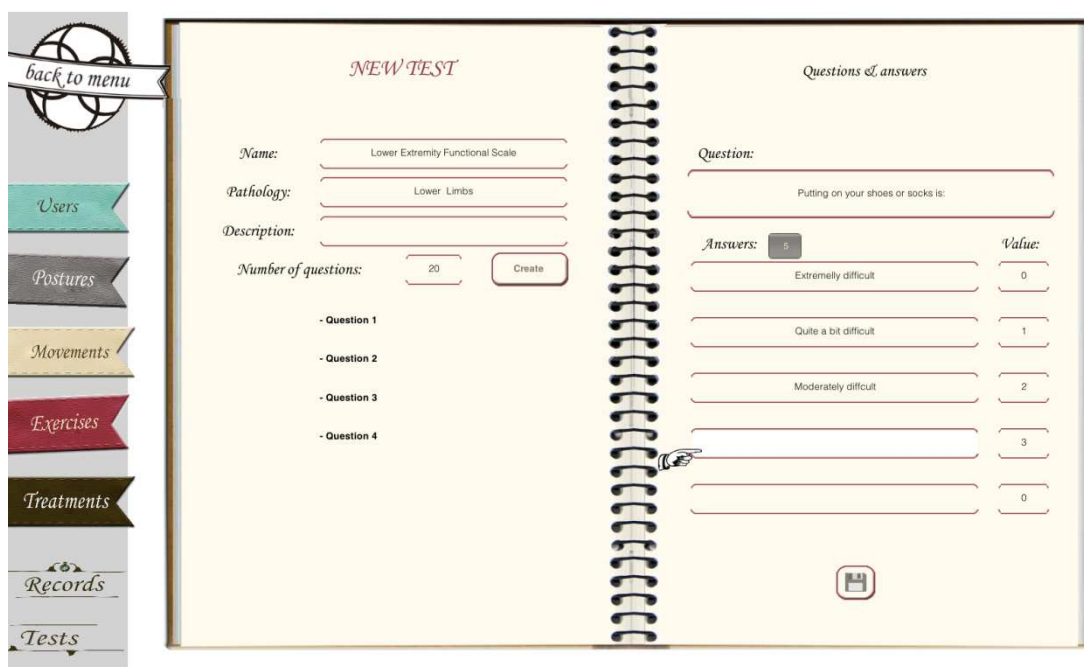 back to menu
Users
Postures
Movements
Exercises
Treatments
Records
Tests
NEW TEST
Name: Lower Extremity Functional Scale
Pathology: Lower Limbs
Description:
Number of questions: 20 Create
- Question 1
- Question 2
- Question 3
- Question 4
Questions & answers
Question:
Putting on your shoes or socks is:
Answers: 5 Value:
Extremelly difficult 0
Quite a bit difficult 1
Moderately diffcult 2
3
0